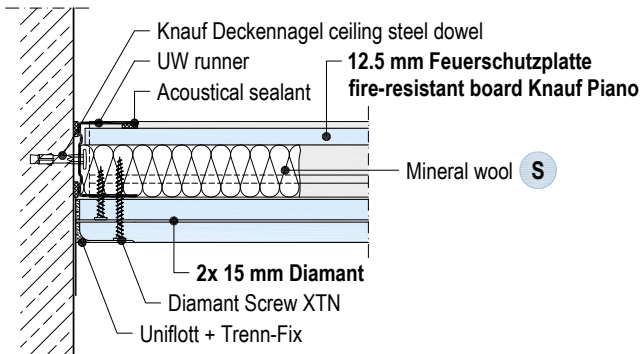 Knauf Deckennagel ceiling steel dowel
UW runner
Acoustical sealant
12.5 mm Feuerschutzplatte
fire-resistant board Knauf Piano
Mineral wool S
2x 15 mm Diamant
Diamant Screw XTN
Uniflott + Trenn-Fix